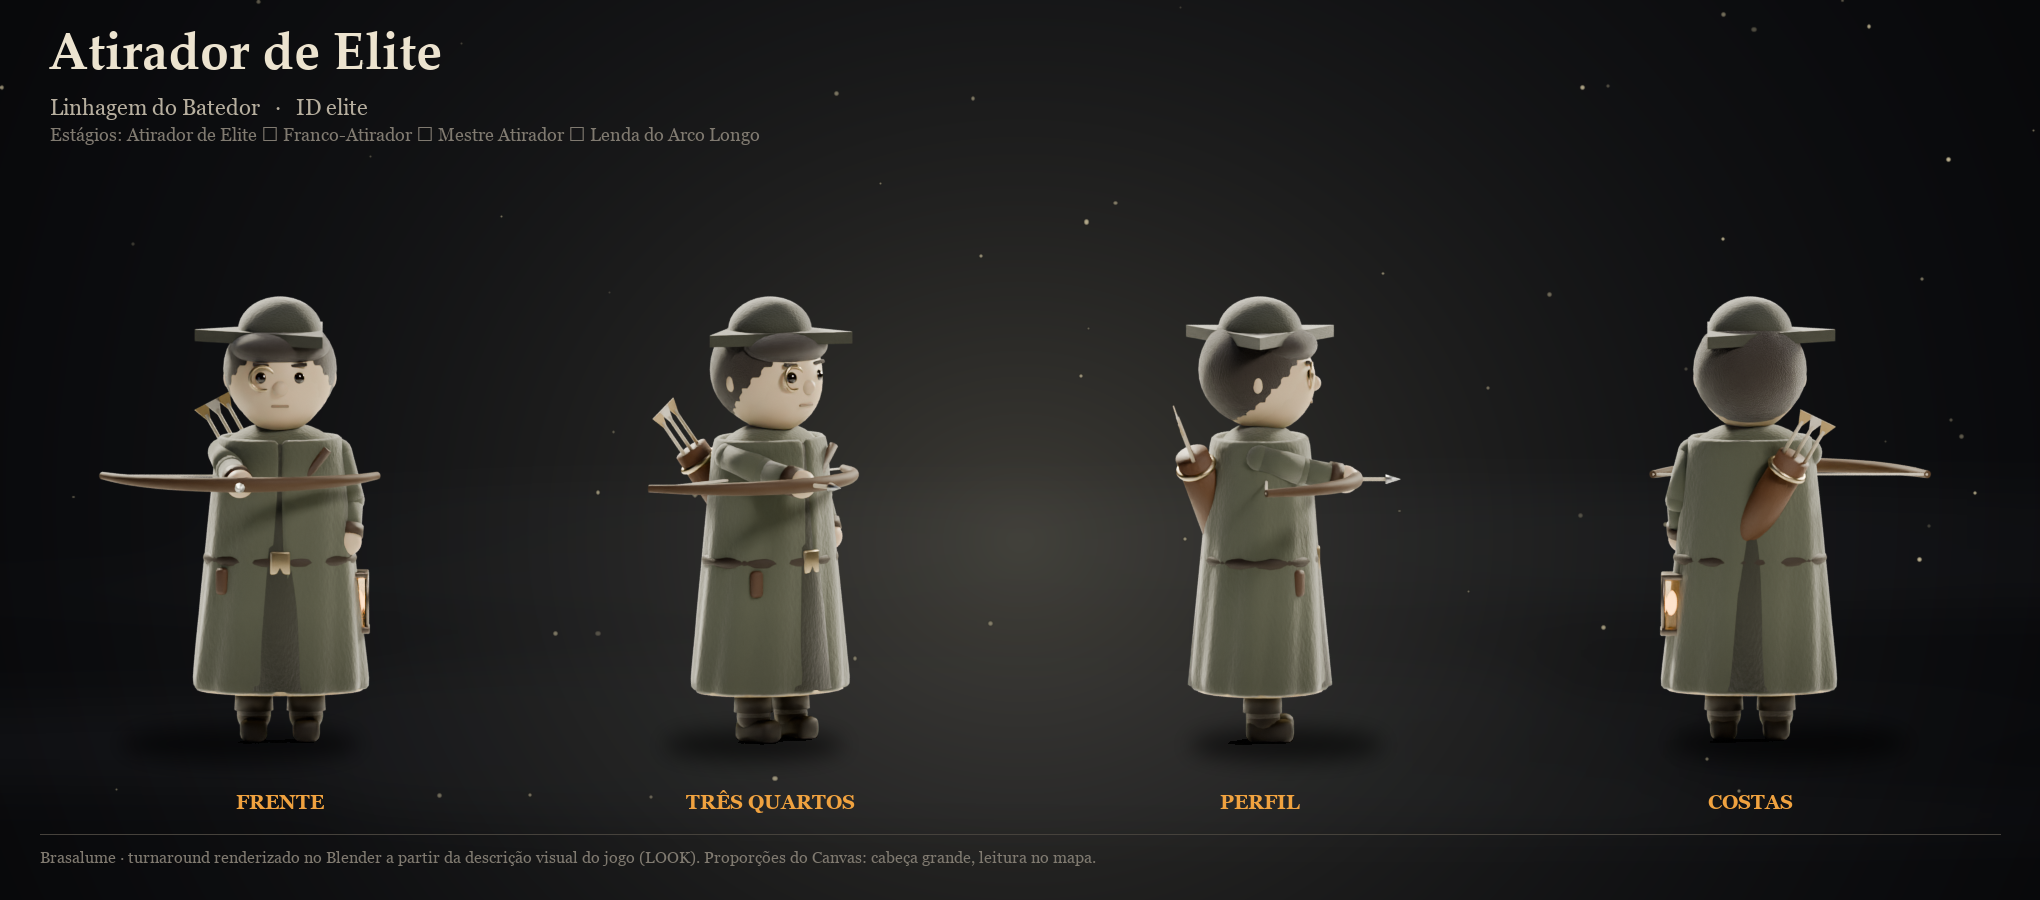 Atirador de Elite
Linhagem do Batedor · ID elite
Estágios: Atirador de Elite □ Franco-Atirador □ Mestre Atirador □ Lenda do Arco Longo
FRENTE
TRÊS QUARTOS
PERFIL
COSTAS
Brasalume · turnaround renderizado no Blender a partir da descrição visual do jogo (LOOK). Proporções do Canvas: cabeça grande, leitura no mapa.